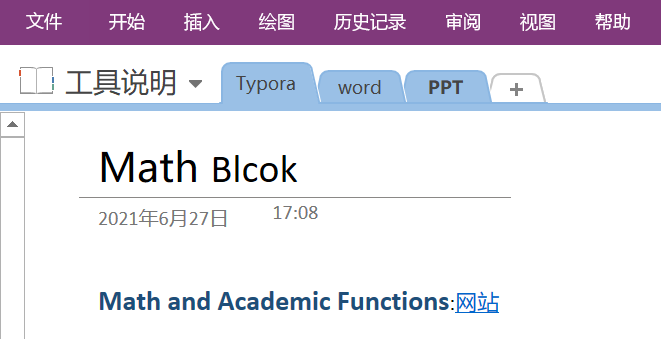 文件 开始 插入 绘图 历史记录 审阅 视图 帮助
工具说明 Typora word PPT +
Math Blcok
2021年6月27日 17:08
Math and Academic Functions:网站